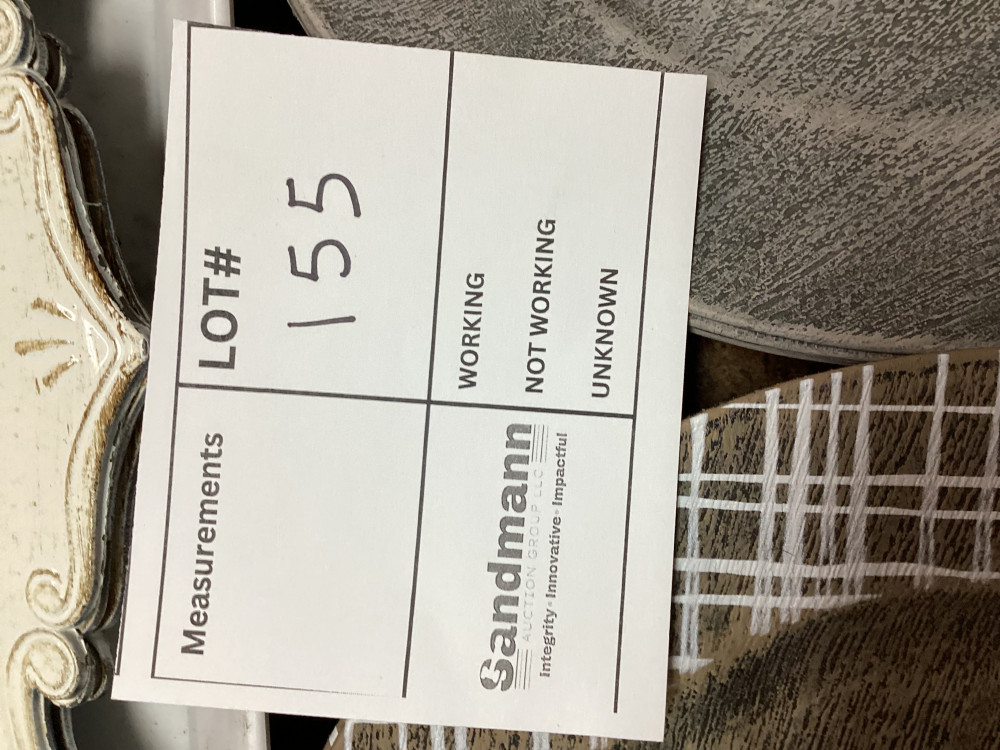 Measurements
LOT#
155
Sandmann
AUCTION GROUP LLC
Integrity • Innovative • Impactful
WORKING
NOT WORKING
UNKNOWN